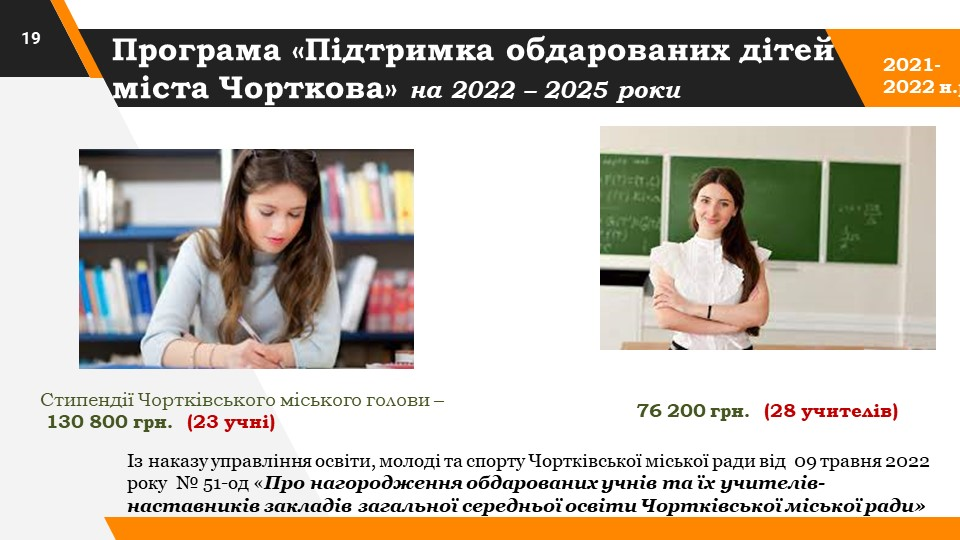 19
Програма «Підтримка обдарованих дітей
міста Чорткова» на 2022 – 2025 роки
2021-
2022 н.р
Стипендії Чортківського міського голови –
130 800 грн. (23 учні)
76 200 грн. (28 учителів)
Із наказу управління освіти, молоді та спорту Чортківської міської ради від 09 травня 2022
року № 51-од «Про нагородження обдарованих учнів та їх учителів-
наставників закладів загальної середньої освіти Чортківської міської ради»